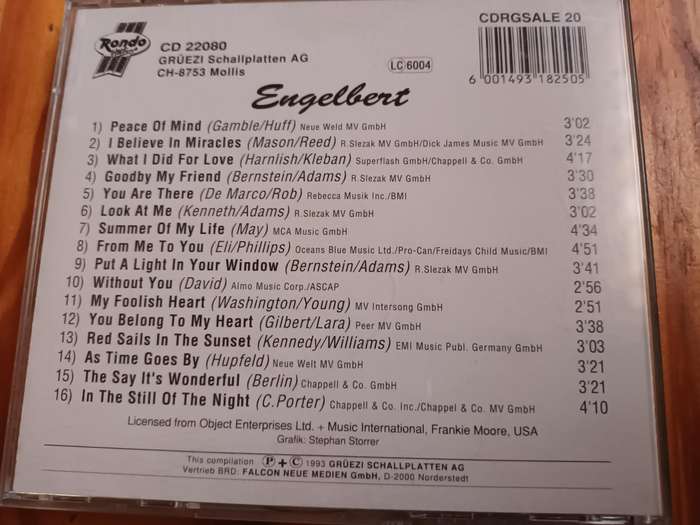 Rondo
CD 22080
GRÜEZI Schallplatten AG
CH-8753 Mollis
LC 6004
CDRGSALE 20
6 001493 182505
Engelbert
1) Peace Of Mind (Gamble/Huff) Neue Weld MV GmbH 3'02
2) I Believe In Miracles (Mason/Reed) R.Slezak MV GmbH/Dick James Music MV GmbH 3'24
3) What I Did For Love (Harnlish/Kleban) Superflash GmbH/Chappell & Co. GmbH 4'17
4) Goodby My Friend (Bernstein/Adams) R.Slezak MV GmbH 3'30
5) You Are There (De Marco/Rob) Rebecca Musik Inc./BMI 3'38
6) Look At Me (Kenneth/Adams) R.Slezak MV GmbH 3'02
7) Summer Of My Life (May) MCA Music GmbH 4'34
8) From Me To You (Eli/Phillips) Oceans Blue Music Ltd./Pro-Can/Freidays Child Music/BMI 4'51
9) Put A Light In Your Window (Bernstein/Adams) R.Slezak MV GmbH 3'41
10) Without You (David) Almo Music Corp./ASCAP 2'56
11) My Foolish Heart (Washington/Young) MV Intersong GmbH 2'51
12) You Belong To My Heart (Gilbert/Lara) Peer MV GmbH 3'38
13) Red Sails In The Sunset (Kennedy/Williams) EMI Music Publ. Germany GmbH 3'03
14) As Time Goes By (Hupfeld) Neue Welt MV GmbH 3'21
15) The Say It's Wonderful (Berlin) Chappell & Co. GmbH 3'21
16) In The Still Of The Night (C.Porter) Chappell & Co. Inc./Chappel & Co. MV GmbH 4'10
Licensed from Object Enterprises Ltd. + Music International, Frankie Moore, USA
Grafik: Stephan Storrer
This compilation Ⓟ+© 1993 GRÜEZI SCHALLPLATTEN AG
Vertrieb BRD: FALCON NEUE MEDIEN GmbH, D-2000 Norderstedt